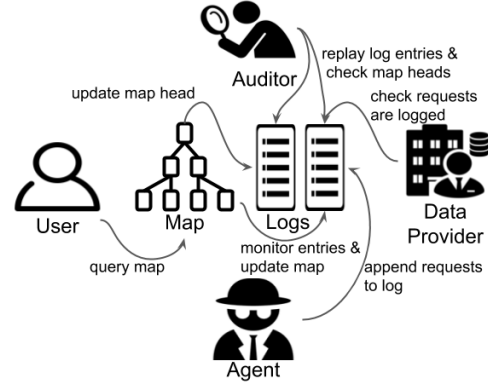 Auditor
replay log entries &
check map heads
update map head
check requests
are logged
User
Map
Logs
Data
Provider
query map
monitor entries &
update map
append requests
to log
Agent